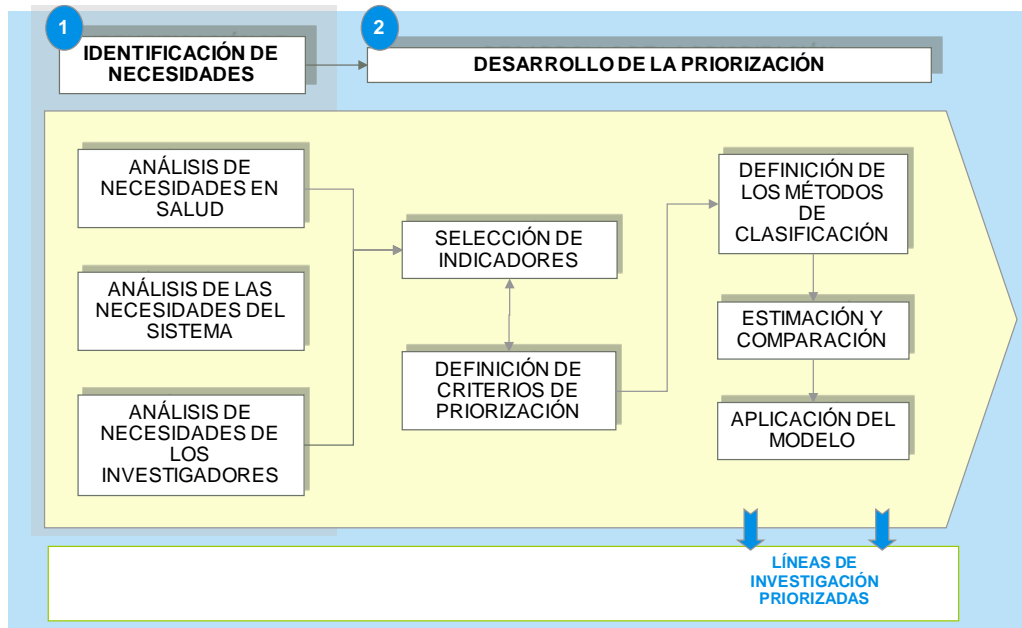 1
IDENTIFICACIÓN DE
NECESIDADES
2
DESARROLLO DE LA PRIORIZACIÓN
ANÁLISIS DE
NECESIDADES EN
SALUD
ANÁLISIS DE LAS
NECESIDADES DEL
SISTEMA
ANÁLISIS DE
NECESIDADES DE
LOS
INVESTIGADORES
SELECCIÓN DE
INDICADORES
DEFINICIÓN DE
CRITERIOS DE
PRIORIZACIÓN
DEFINICIÓN DE
LOS MÉTODOS
DE
CLASIFICACIÓN
ESTIMACIÓN Y
COMPARACIÓN
APLICACIÓN DEL
MODELO
LÍNEAS DE
INVESTIGACIÓN
PRIORIZADAS